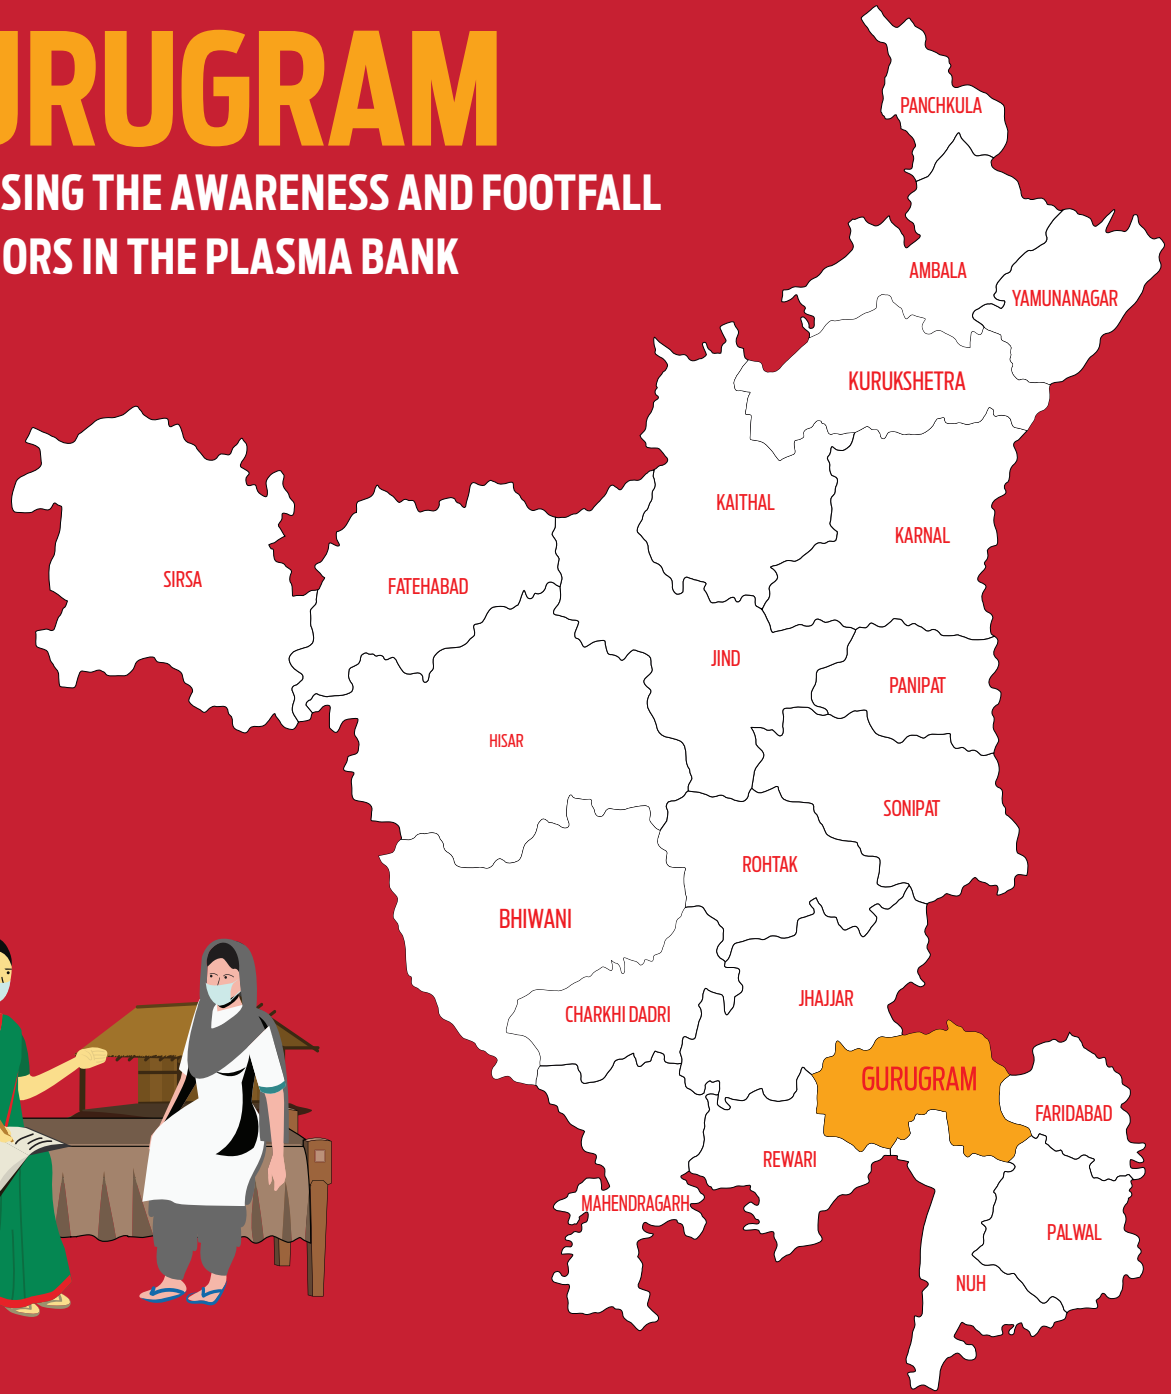 URUGRAM
SING THE AWARENESS AND FOOTFALL
ORS IN THE PLASMA BANK
PANCHKULA
AMBALA
YAMUNANAGAR
KURUKSHETRA
KAITHAL
KARNAL
SIRSA
FATEHABAD
JIND
PANIPAT
HISAR
SONIPAT
ROHTAK
BHIWANI
JHAJJAR
CHARKHI DADRI
GURUGRAM
FARIDABAD
REWARI
MAHENDRAGARH
PALWAL
NUH